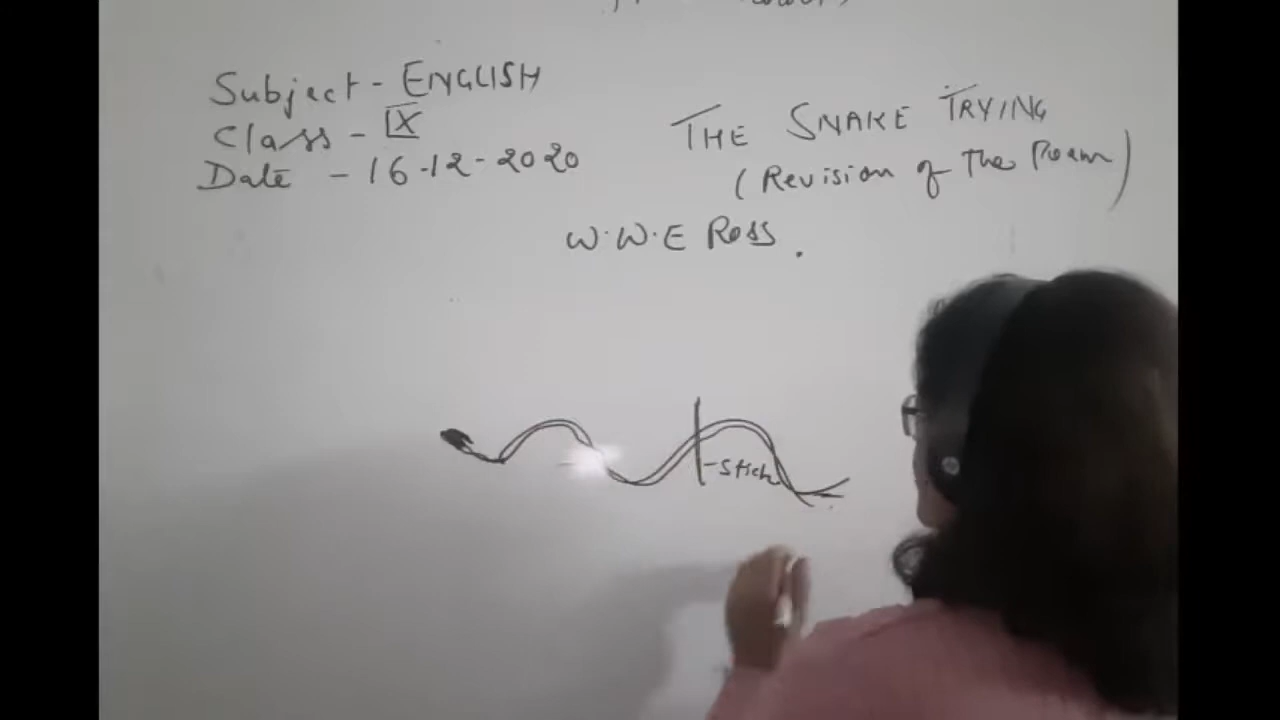 Subject - ENGLISH
Class - IX
Date - 16-12-2020
THE SNAKE TRYING
(Revision of the Poem)
W.W.E Ross.
-Stick